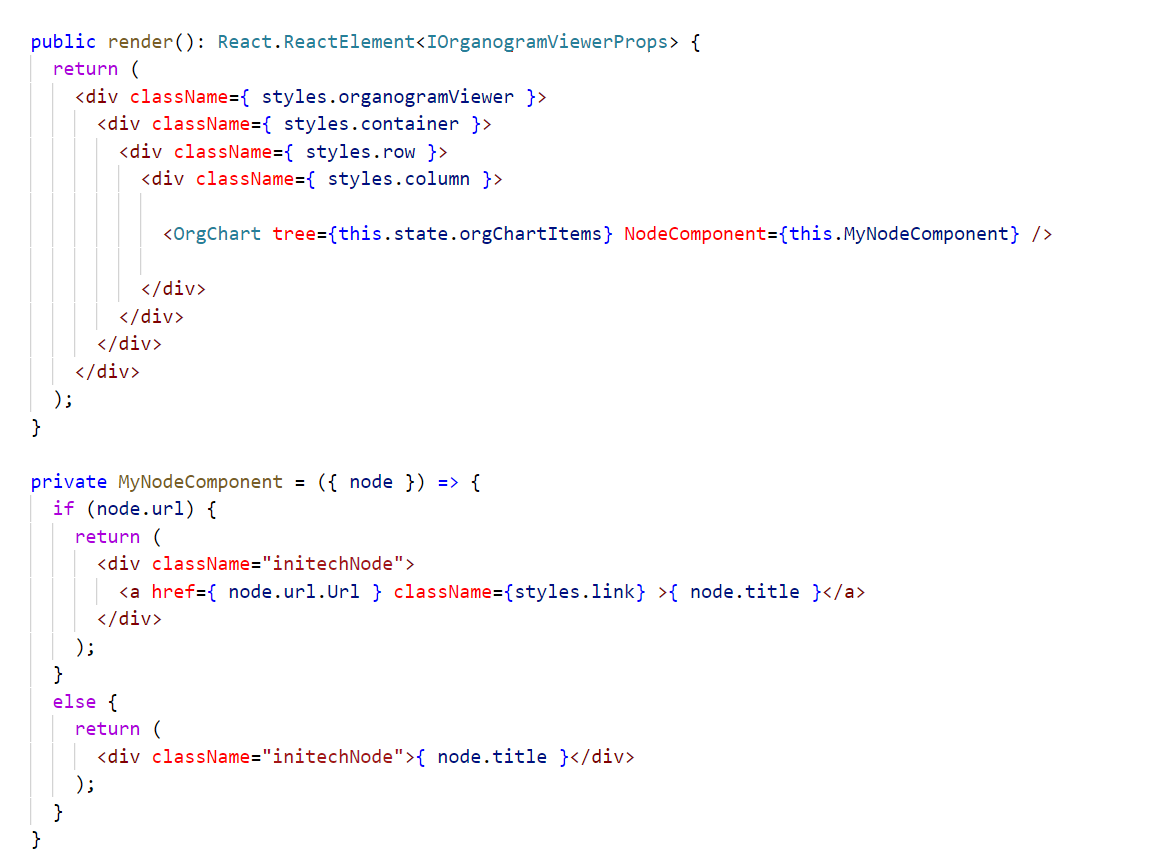 public render(): React.ReactElement<IOrganogramViewerProps> {
  return (
    <div className={ styles.organogramViewer }>
      <div className={ styles.container }>
        <div className={ styles.row }>
          <div className={ styles.column }>

            <OrgChart tree={this.state.orgChartItems} NodeComponent={this.MyNodeComponent} />

          </div>
        </div>
      </div>
    </div>
  );
}

private MyNodeComponent = ({ node }) => {
  if (node.url) {
    return (
      <div className="initechNode">
        <a href={ node.url.Url } className={styles.link} >{ node.title }</a>
      </div>
    );
  }
  else {
    return (
      <div className="initechNode">{ node.title }</div>
    );
  }
}